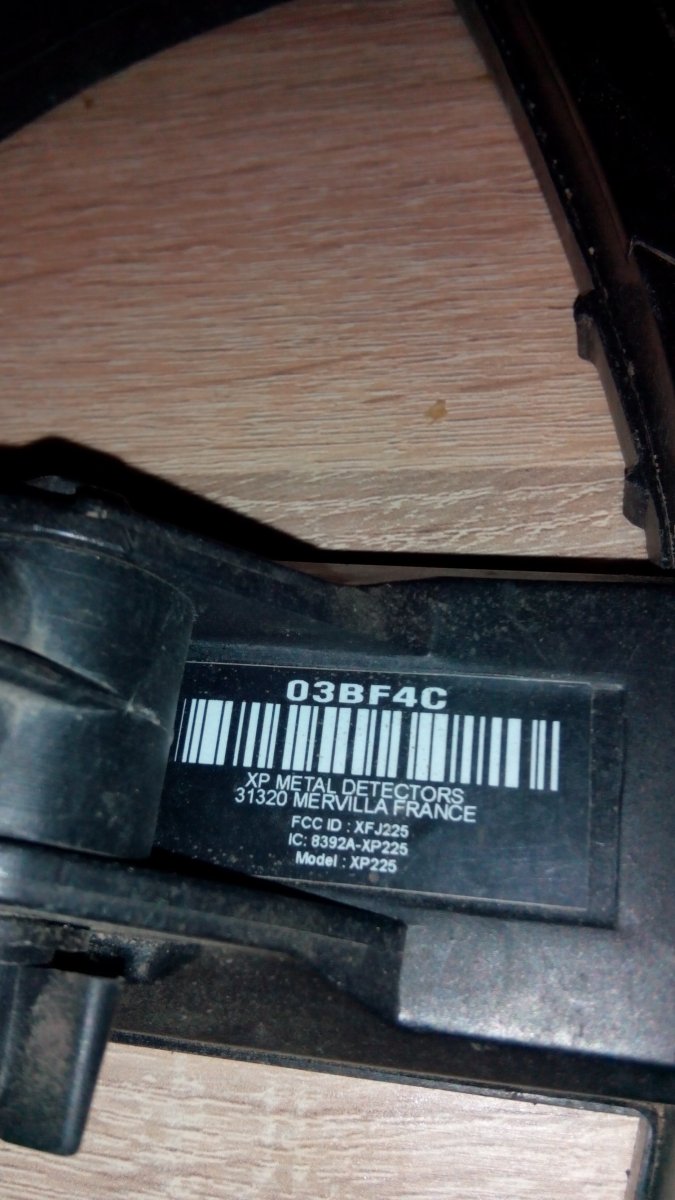 03BF4C
XP METAL DETECTORS
31320 MERVILLA FRANCE
FCC ID : XFJ225
IC: 8392A-XP225
Model : XP225